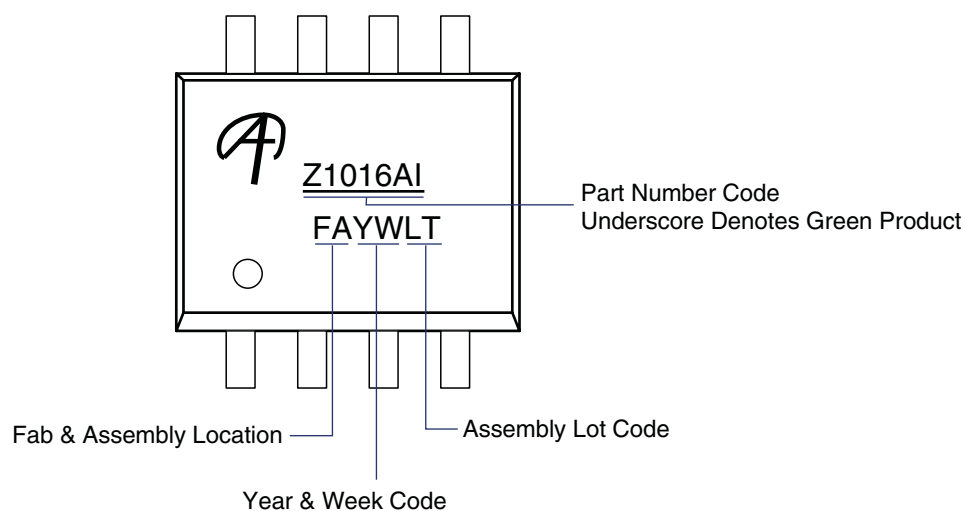 Z1016AI
Part Number Code
Underscore Denotes Green Product
FAYWLT
Fab & Assembly Location
Assembly Lot Code
Year & Week Code